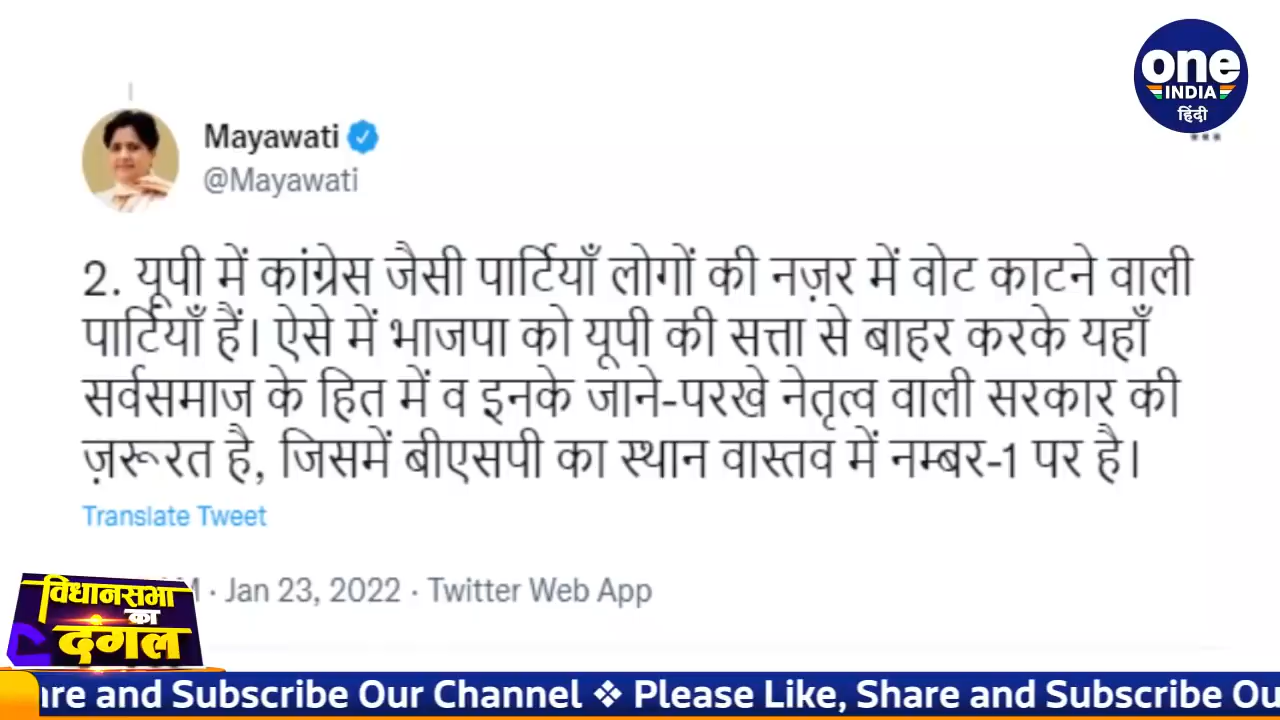 one
INDIA
हिंदी
Mayawati
@Mayawati
2. यूपी में कांग्रेस जैसी पार्टियाँ लोगों की नज़र में वोट काटने वाली
पार्टियाँ हैं। ऐसे में भाजपा को यूपी की सत्ता से बाहर करके यहाँ
सर्वसमाज के हित में व इनके जाने-परखे नेतृत्व वाली सरकार की
ज़रूरत है, जिसमें बीएसपी का स्थान वास्तव में नम्बर-1 पर है।
Translate Tweet
· Jan 23, 2022 · Twitter Web App
विधानसभा
का
दंगल
and Subscribe Our Channel ❖ Please Like, Share and Subscribe